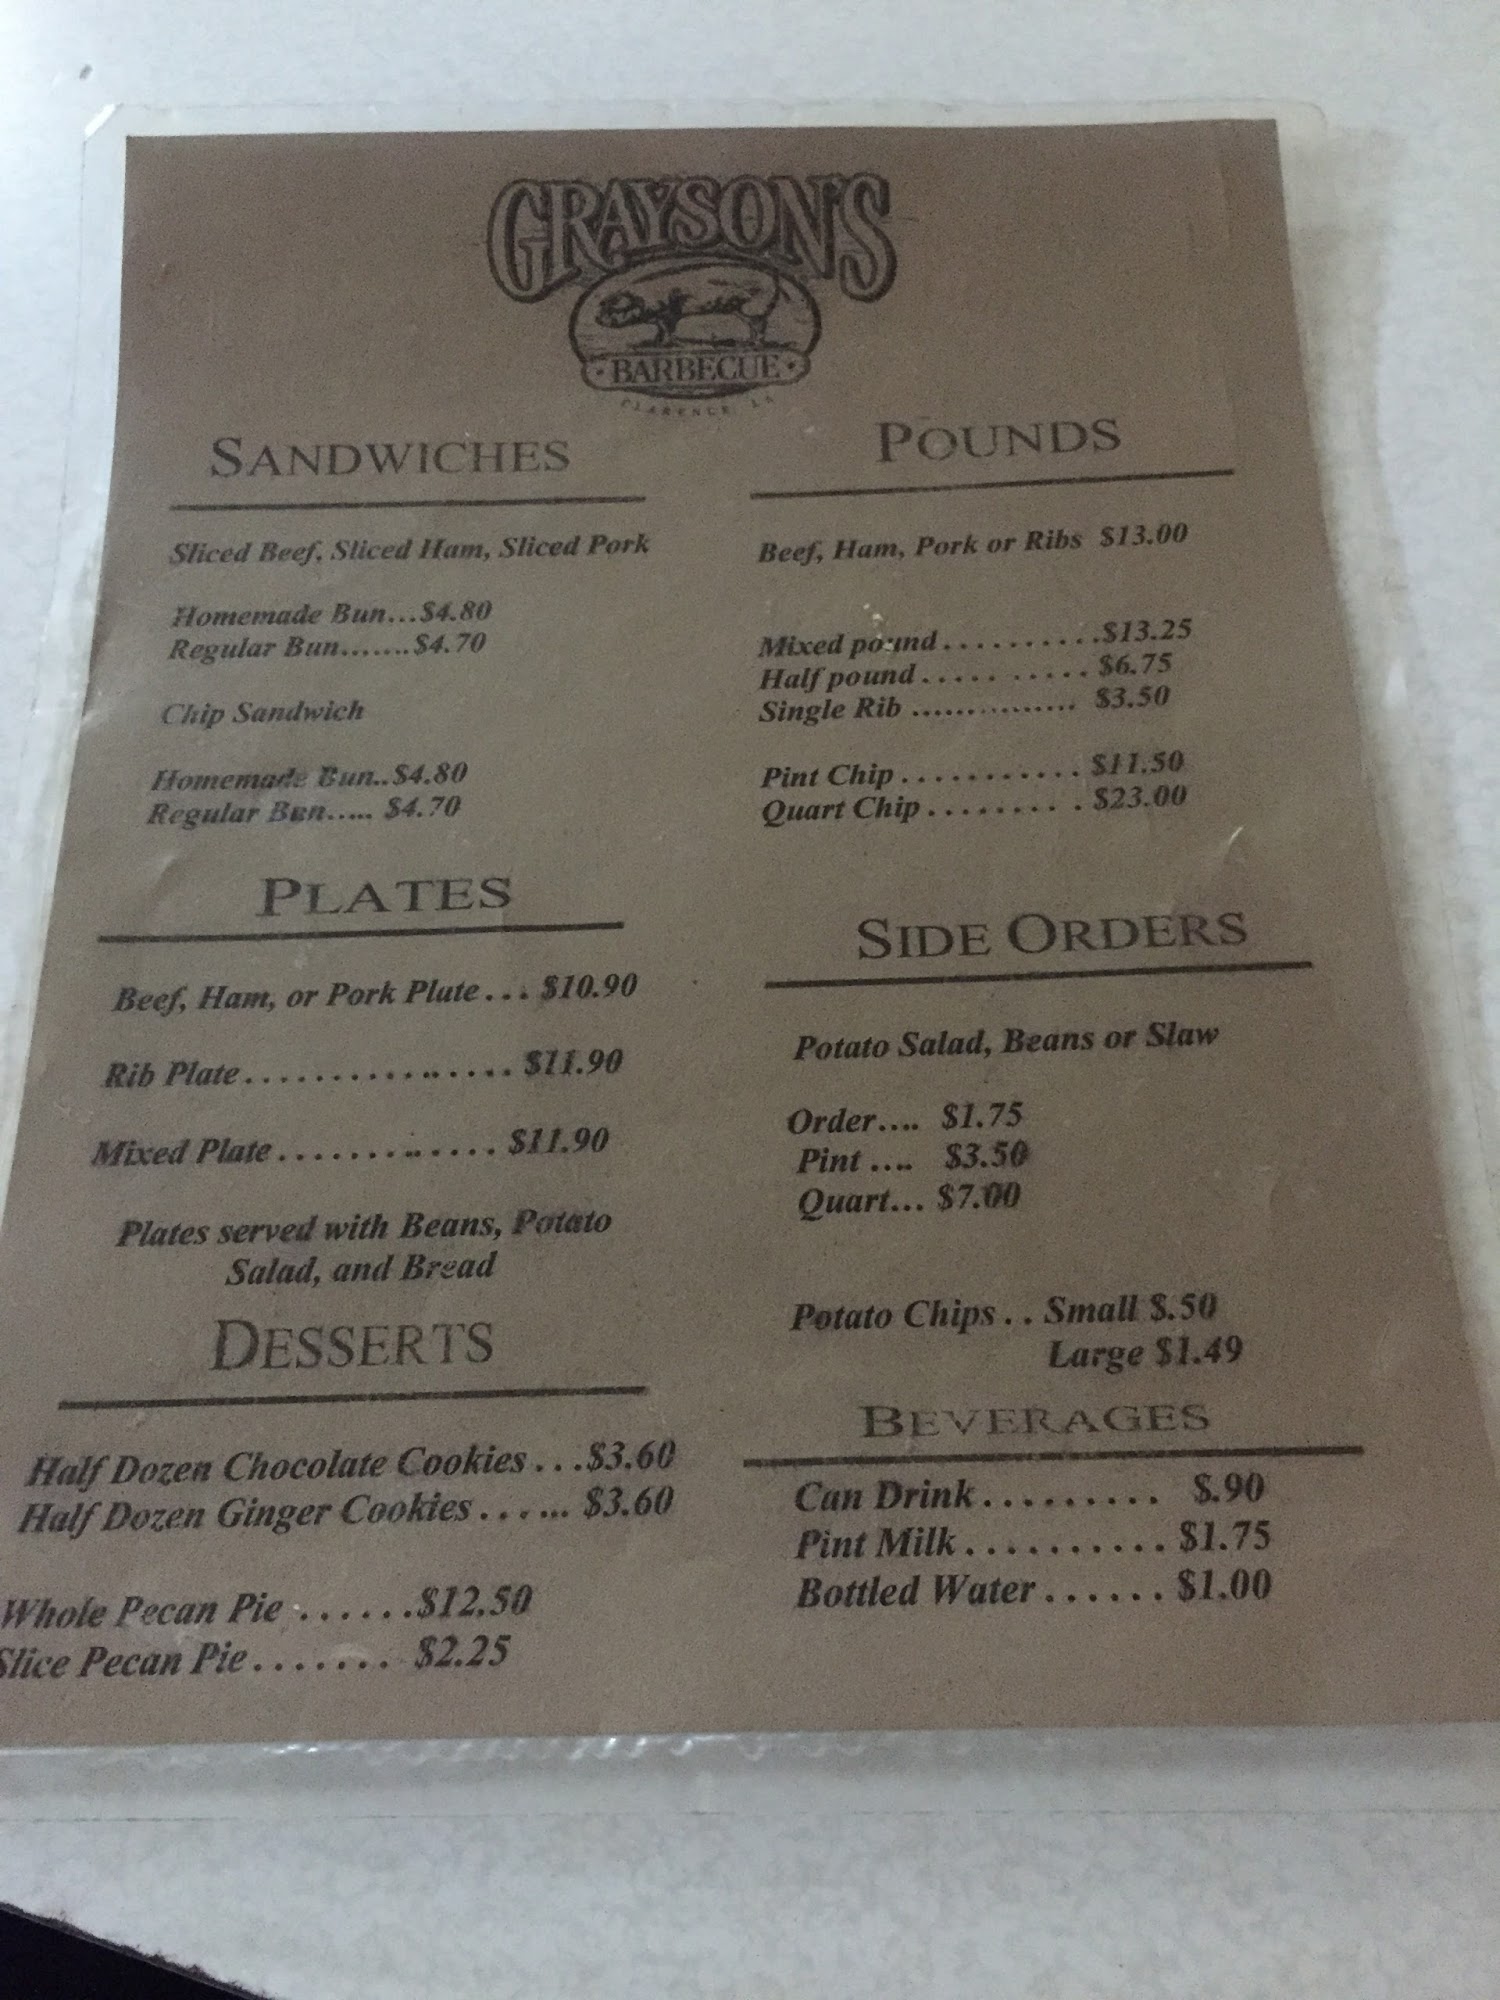 GRAYSON'S
BARBECUE
CLARENCE, LA
SANDWICHES
Sliced Beef, Sliced Ham, Sliced Pork
Homemade Bun...$4.80
Regular Bun.......$4.70
Chip Sandwich
Homemade Bun..$4.80
Regular Bun..... $4.70
PLATES
Beef, Ham, or Pork Plate... $10.90
Rib Plate................ $11.90
Mixed Plate............. $11.90
Plates served with Beans, Potato
Salad, and Bread
DESSERTS
Half Dozen Chocolate Cookies...$3.60
Half Dozen Ginger Cookies...... $3.60
Whole Pecan Pie ......$12.50
Slice Pecan Pie....... $2.25
POUNDS
Beef, Ham, Pork or Ribs $13.00
Mixed pound..........$13.25
Half pound.......... $6.75
Single Rib ............... $3.50
Pint Chip........... $11.50
Quart Chip......... $23.00
SIDE ORDERS
Potato Salad, Beans or Slaw
Order.... $1.75
Pint .... $3.50
Quart... $7.00
Potato Chips.. Small $.50
Large $1.49
BEVERAGES
Can Drink......... $.90
Pint Milk.......... $1.75
Bottled Water...... $1.00